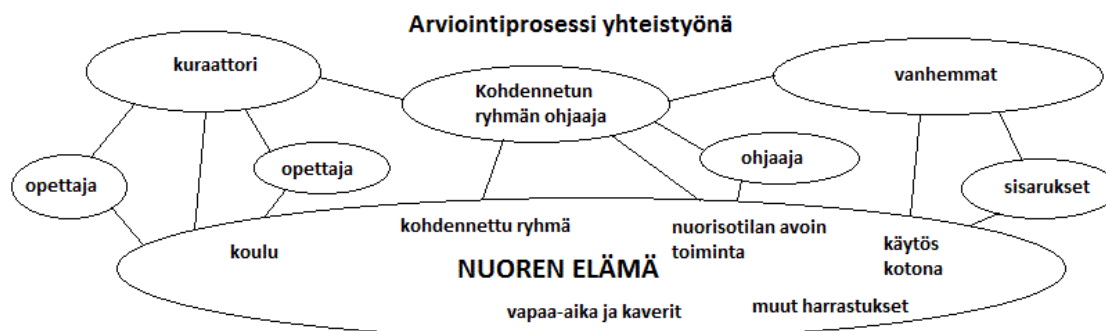 Arviointiprosessi yhteistyönä
kuraattori
vanhemmat
Kohdennetun
ryhmän ohjaaja
opettaja
opettaja
ohjaaja
sisarukset
kohdennettu ryhmä
nuorisotilan avoin
toiminta
koulu
käytös
kotona
NUOREN ELÄMÄ
vapaa-aika ja kaverit
muut harrastukset